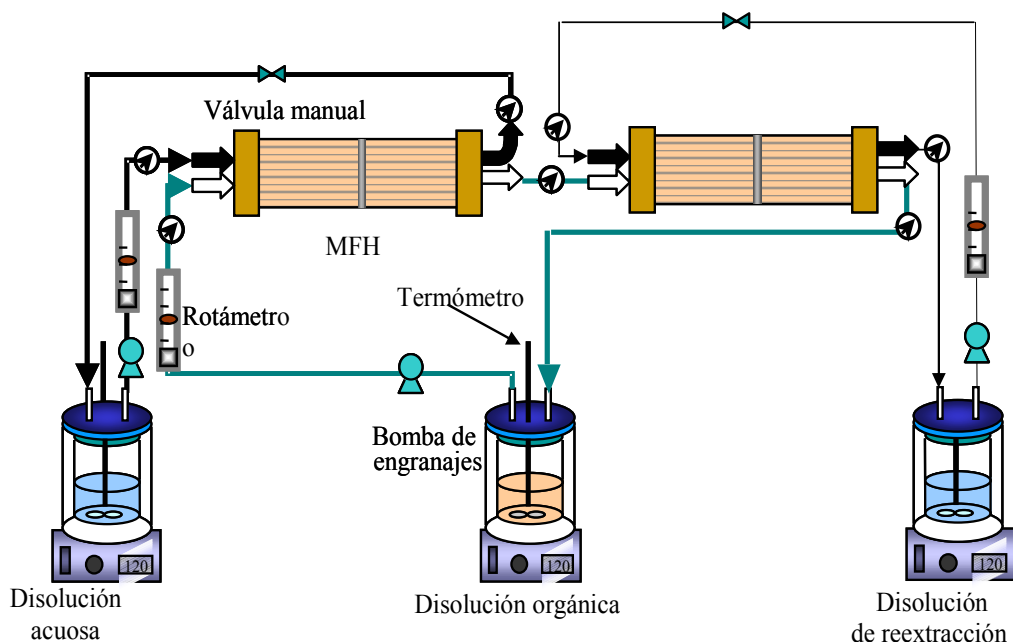 Válvula manual
MFH
Termómetro
Rotámetro
o
Bomba de
engranajes
120
120
120
Disolución
acuosa
Disolución orgánica
Disolución
de reextracción